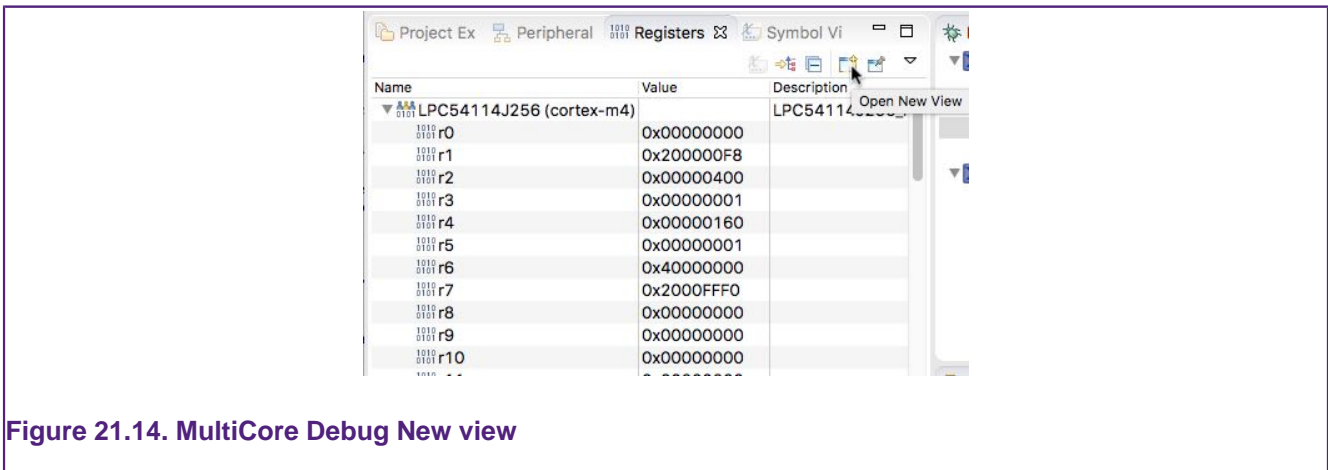 Project Ex Peripheral Registers Symbol Vi
Open New View
Name Value Description
LPC54114J256 (cortex-m4)
r0 0x00000000
r1 0x200000F8
r2 0x00000400
r3 0x00000001
r4 0x00000160
r5 0x00000001
r6 0x40000000
r7 0x2000FFF0
r8 0x00000000
r9 0x00000000
r10 0x00000000
Figure 21.14. MultiCore Debug New view